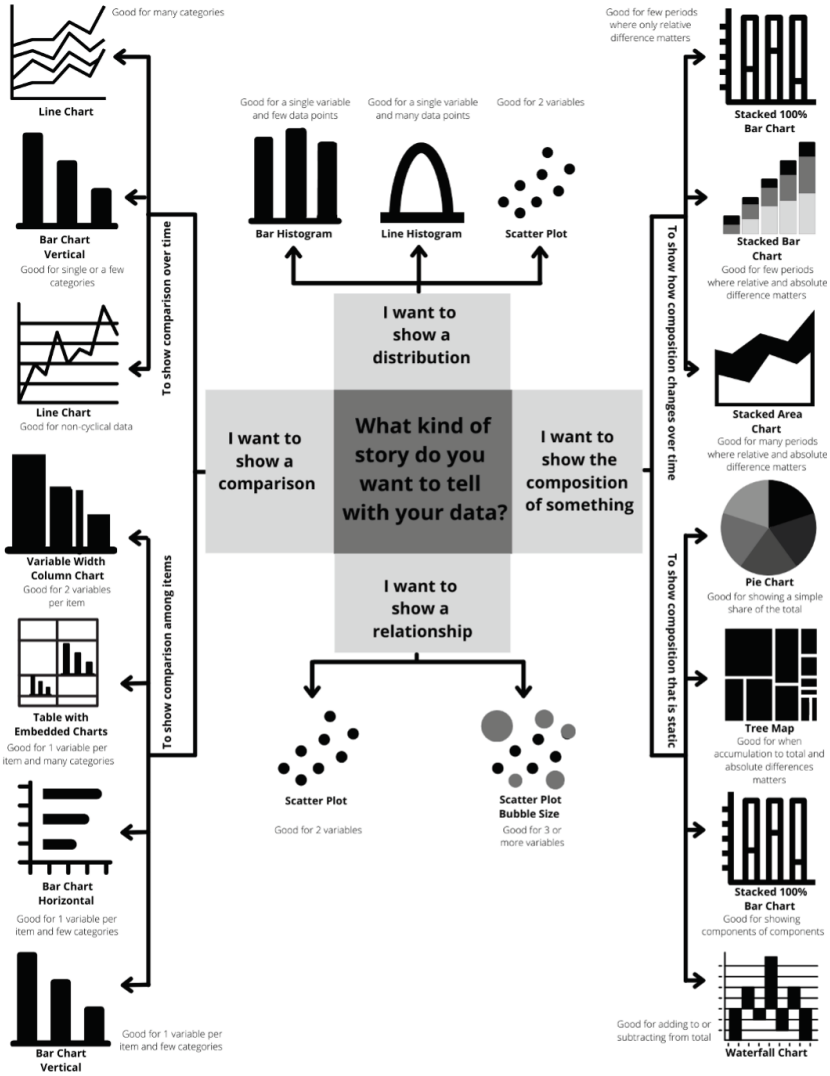 Good for many categories
Line Chart
Bar Chart
Vertical
Good for single or a few
categories
Line Chart
Good for non-cyclical data
To show comparison over time
Variable Width
Column Chart
Good for 2 variables
per item
Table with
Embedded Charts
Good for 1 variable per
item and many categories
Bar Chart
Horizontal
Good for 1 variable per
item and few categories
Bar Chart
Vertical
Good for 1 variable per
item and few categories
To show comparison among items
Good for a single variable
and few data points
Bar Histogram
Good for a single variable
and many data points
Line Histogram
Good for 2 variables
Scatter Plot
I want to
show a
distribution
I want to
show a
comparison
What kind of
story do you
want to tell
with your data?
I want to
show the
composition
of something
I want to
show a
relationship
Scatter Plot
Good for 2 variables
Scatter Plot
Bubble Size
Good for 3 or
more variables
To show how composition changes over time
Good for few periods
where only relative
difference matters
Stacked 100%
Bar Chart
Stacked Bar
Chart
Good for few periods
where relative and absolute
difference matters
Stacked Area
Chart
Good for many periods
where relative and absolute
difference matters
To show composition that is static
Pie Chart
Good for showing a simple
share of the total
Tree Map
Good for when
accumulation to total and
absolute differences
matters
Stacked 100%
Bar Chart
Good for showing
components of components
Good for adding to or
subtracting from total
Waterfall Chart